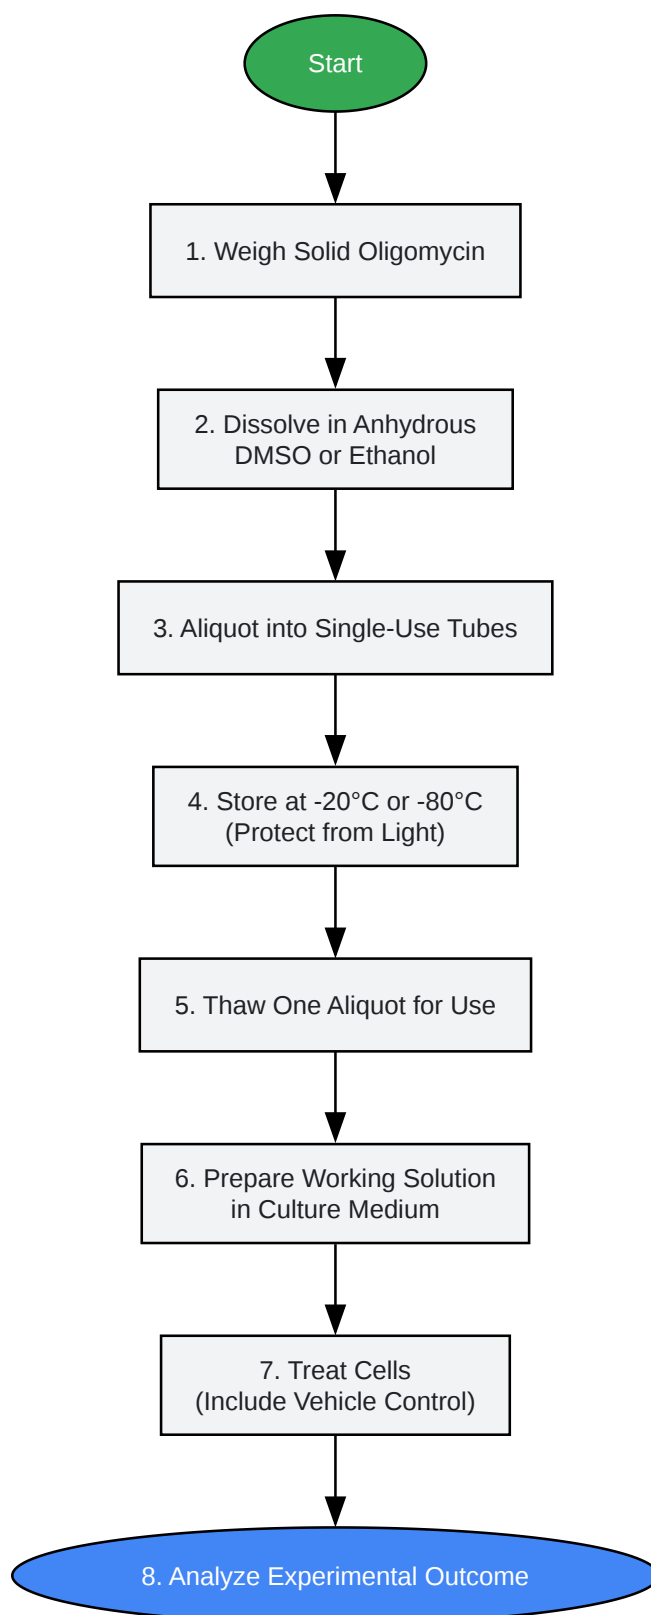 Start
1. Weigh Solid Oligomycin
2. Dissolve in Anhydrous
DMSO or Ethanol
3. Aliquot into Single-Use Tubes
4. Store at -20°C or -80°C
(Protect from Light)
5. Thaw One Aliquot for Use
6. Prepare Working Solution
in Culture Medium
7. Treat Cells
(Include Vehicle Control)
8. Analyze Experimental Outcome